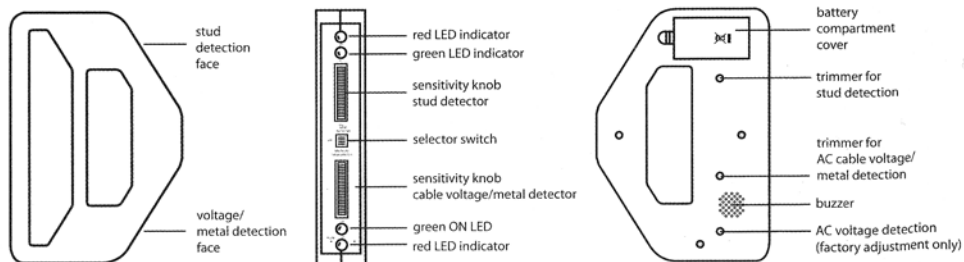 stud
detection
face
voltage/
metal detection
face
red LED indicator
green LED indicator
sensitivity knob
stud detector
selector switch
sensitivity knob
cable voltage/metal detector
green ON LED
red LED indicator
battery
compartment
cover
trimmer for
stud detection
trimmer for
AC cable voltage/
metal detection
buzzer
AC voltage detection
(factory adjustment only)